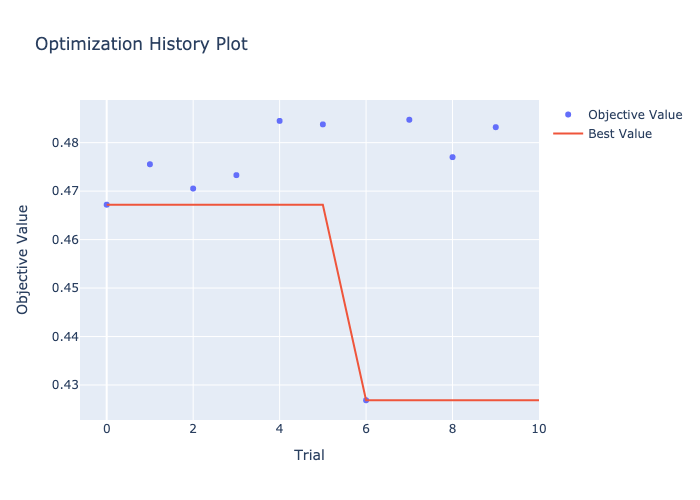 Optimization History Plot
Objective Value
Best Value
0.48
0.47
0.46
0.45
0.44
0.43
Objective Value
0
2
4
6
8
10
Trial